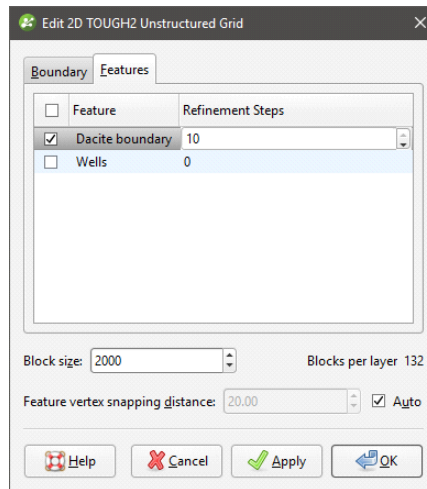 Edit 2D TOUGH2 Unstructured Grid
Boundary Features
Feature Refinement Steps
Dacite boundary 10
Wells 0
Block size: 2000 Blocks per layer 132
Feature vertex snapping distance: 20.00 Auto
Help Cancel Apply OK